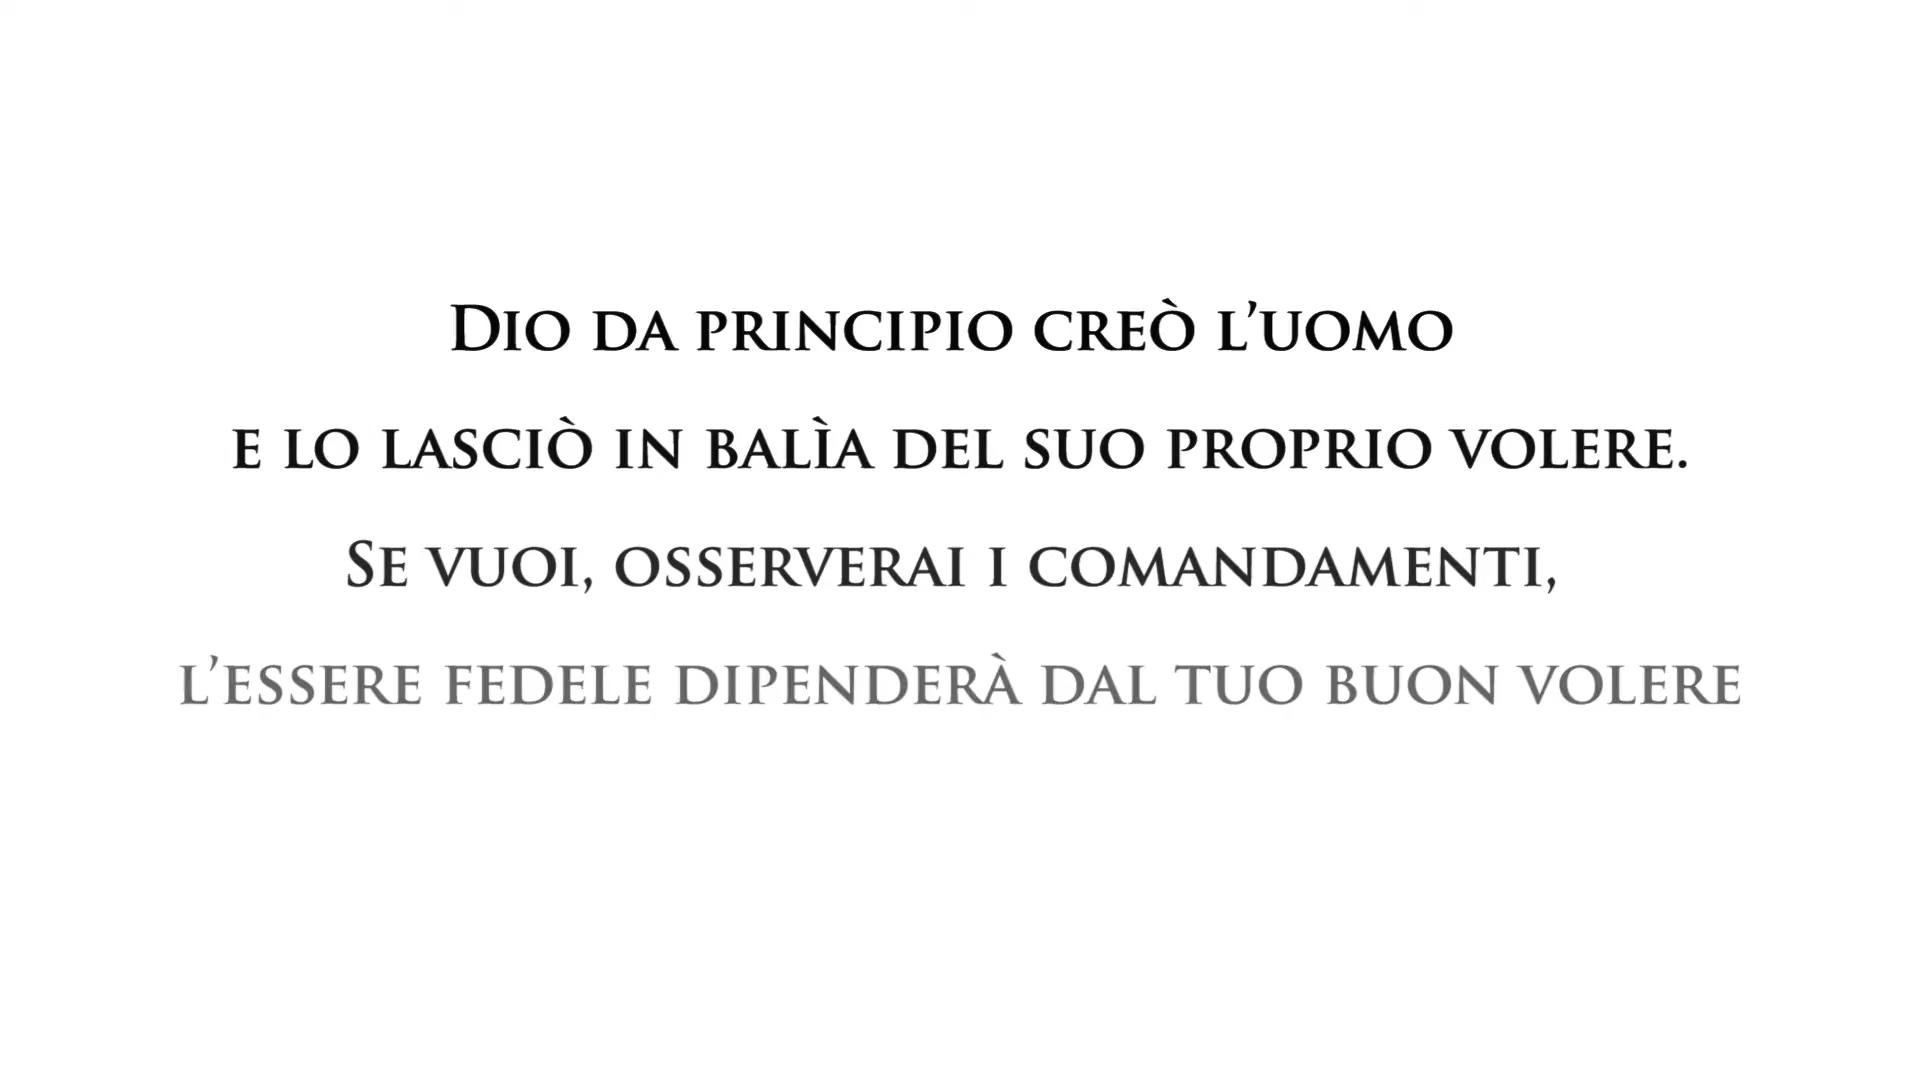 Dio da principio creò l’uomo
e lo lasciò in balìa del suo proprio volere.
Se vuoi, osserverai i comandamenti,
l’essere fedele dipenderà dal tuo buon volere